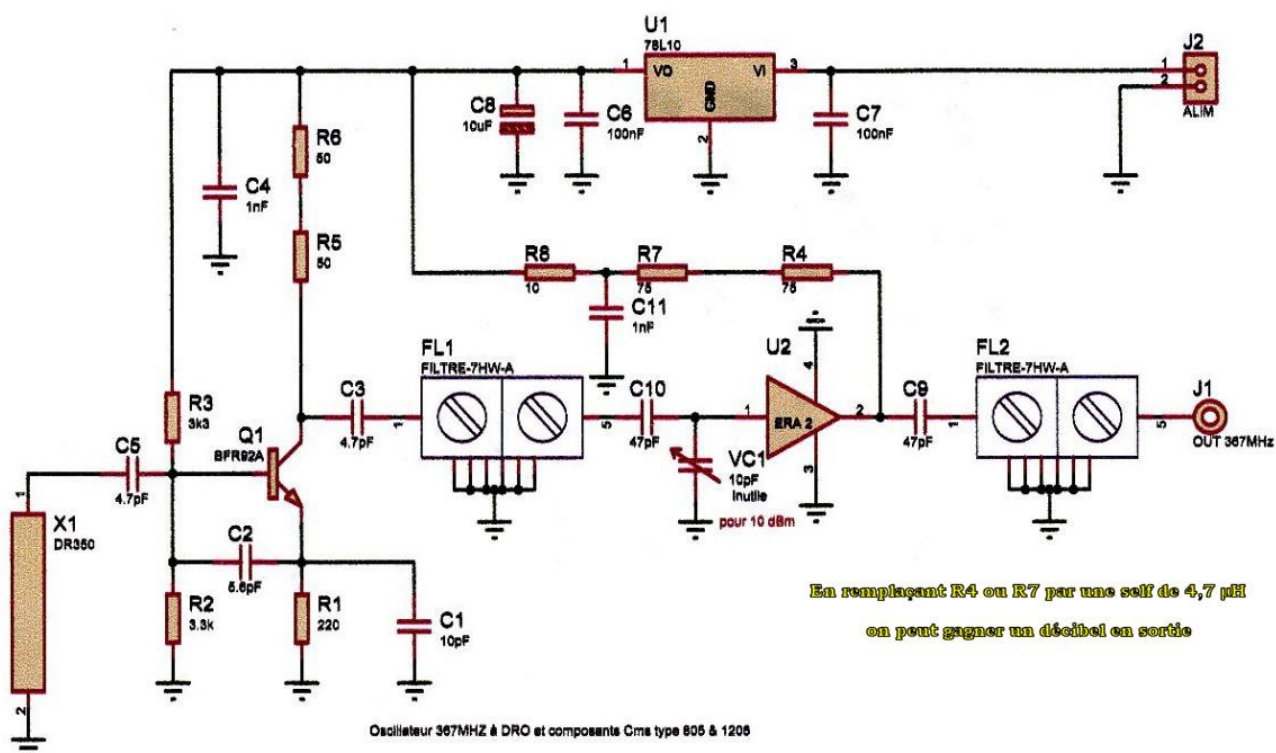 U1
78L10
1
VO
VI
3
GND
2
J2
1
2
ALIM
C8
10uF
C6
100nF
C7
100nF
R6
50
C4
1nF
R5
50
R8
10
R7
75
R4
75
C11
1nF
U2
FL1
FILTRE-7HW-A
FL2
FILTRE-7HW-A
4
C3
4.7pF
1
5
C10
47pF
1
ERA 2
2
C9
47pF
1
5
J1
OUT 367MHz
R3
3k3
Q1
BFR92A
C5
4.7pF
3
VC1
10pF
Inutile
pour 10 dBm
1
X1
DR350
2
C2
5.6pF
R2
3.3k
R1
220
C1
10pF
En remplaçant R4 ou R7 par une self de 4,7 µH
on peut gagner un décibel en sortie
Oscillateur 367MHZ à DRO et composants Cms type 805 & 1206